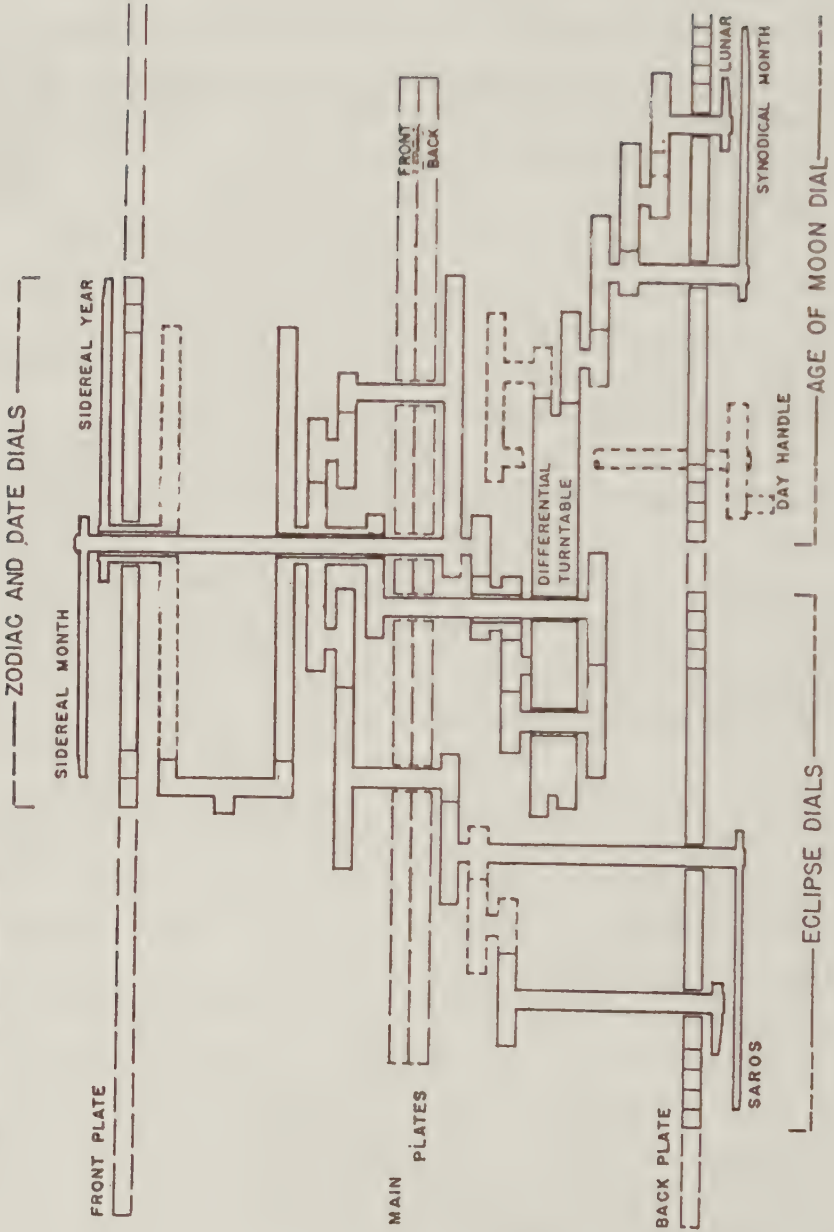 ZODIAC AND DATE DIALS
SIDEREAL MONTH
SIDEREAL YEAR
FRONT PLATE
FRONT
BACK
MAIN
PLATES
DIFFERENTIAL
TURNTABLE
BACK PLATE
DAY HANDLE
LUNAR
SYNODICAL MONTH
SAROS
ECLIPSE DIALS
AGE OF MOON DIAL